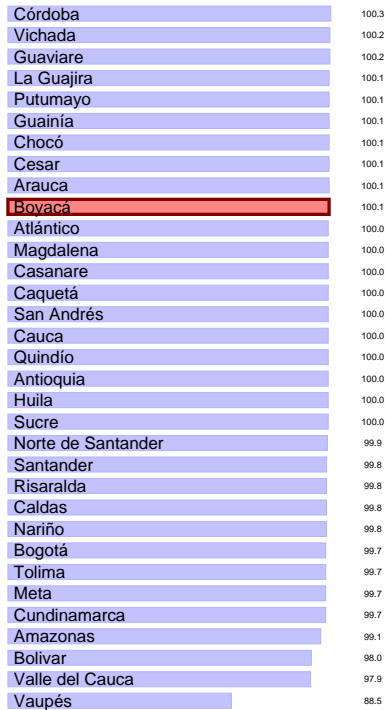 Córdoba 100.3
Vichada 100.2
Guaviare 100.2
La Guajira 100.1
Putumayo 100.1
Guainía 100.1
Chocó 100.1
Cesar 100.1
Arauca 100.1
Boyacá 100.1
Atlántico 100.0
Magdalena 100.0
Casanare 100.0
Caquetá 100.0
San Andrés 100.0
Cauca 100.0
Quindío 100.0
Antioquia 100.0
Huila 100.0
Sucre 100.0
Norte de Santander 99.9
Santander 99.8
Risaralda 99.8
Caldas 99.8
Nariño 99.8
Bogotá 99.7
Tolima 99.7
Meta 99.7
Cundinamarca 99.7
Amazonas 99.1
Bolivar 98.0
Valle del Cauca 97.9
Vaupés 88.5